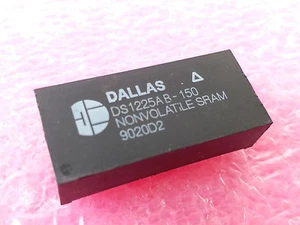 DALLAS
DS1225AB-150
NONVOLATILE SRAM
9020D2